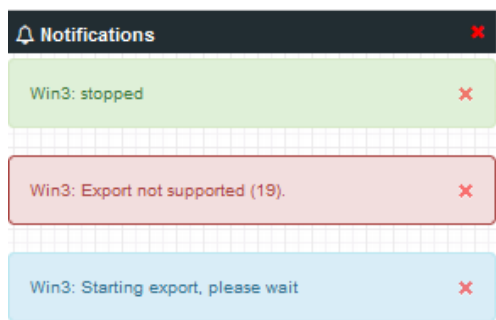 Notifications
Win3: stopped
Win3: Export not supported (19).
Win3: Starting export, please wait